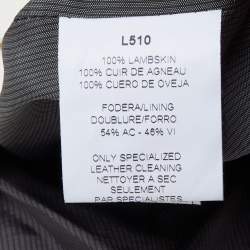 L510
100% LAMBSKIN
100% CUIR DE AGNEAU
100% CUERO DE OVEJA
FODERA/LINING
DOUBLURE/FORRO
54% AC - 46% VI
ONLY SPECIALIZED
LEATHER CLEANING
NETTOYER A SEC
SEULEMENT
PAR SPECIALISTES